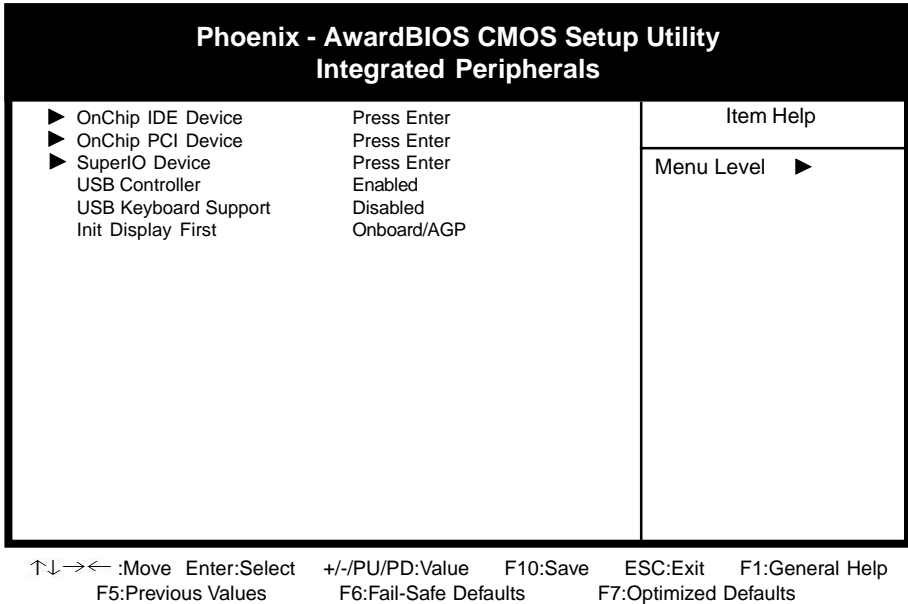 Phoenix - AwardBIOS CMOS Setup Utility
Integrated Peripherals
▶ OnChip IDE Device Press Enter
▶ OnChip PCI Device Press Enter
▶ SuperIO Device Press Enter
USB Controller Enabled
USB Keyboard Support Disabled
Init Display First Onboard/AGP
Item Help
Menu Level ▶
↑↓→← :Move Enter:Select +/-/PU/PD:Value F10:Save ESC:Exit F1:General Help
F5:Previous Values F6:Fail-Safe Defaults F7:Optimized Defaults